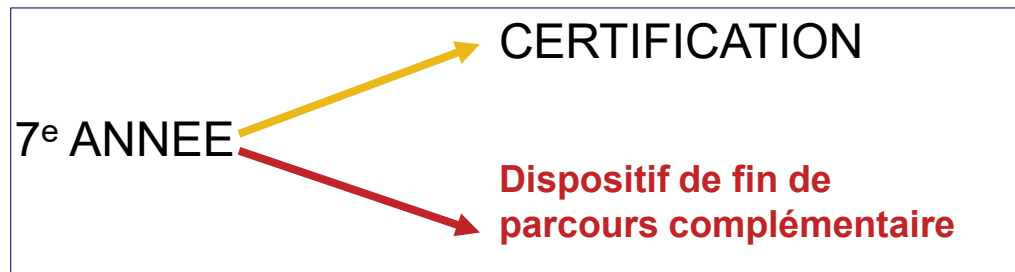 CERTIFICATION
7e ANNEE
Dispositif de fin de
parcours complémentaire